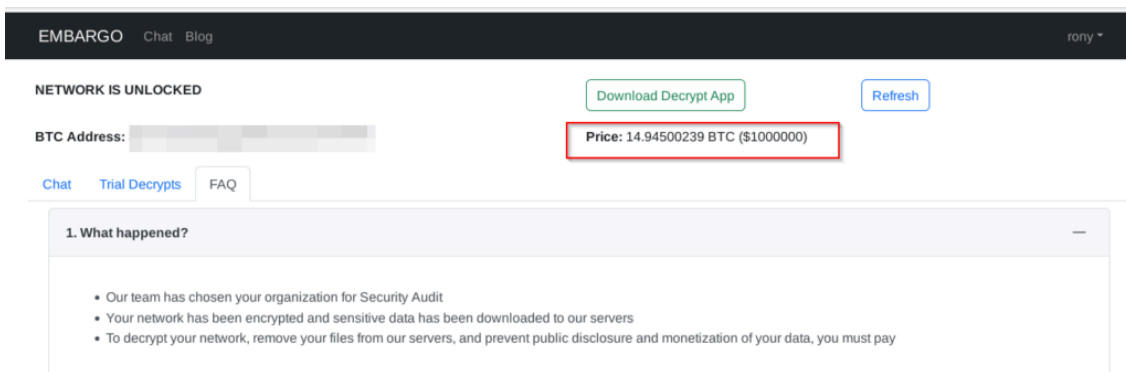 EMBARGO Chat Blog rony
NETWORK IS UNLOCKED Download Decrypt App Refresh
BTC Address: Price: 14.94500239 BTC ($1000000)
Chat Trial Decrypts FAQ
1. What happened?
• Our team has chosen your organization for Security Audit
• Your network has been encrypted and sensitive data has been downloaded to our servers
• To decrypt your network, remove your files from our servers, and prevent public disclosure and monetization of your data, you must pay